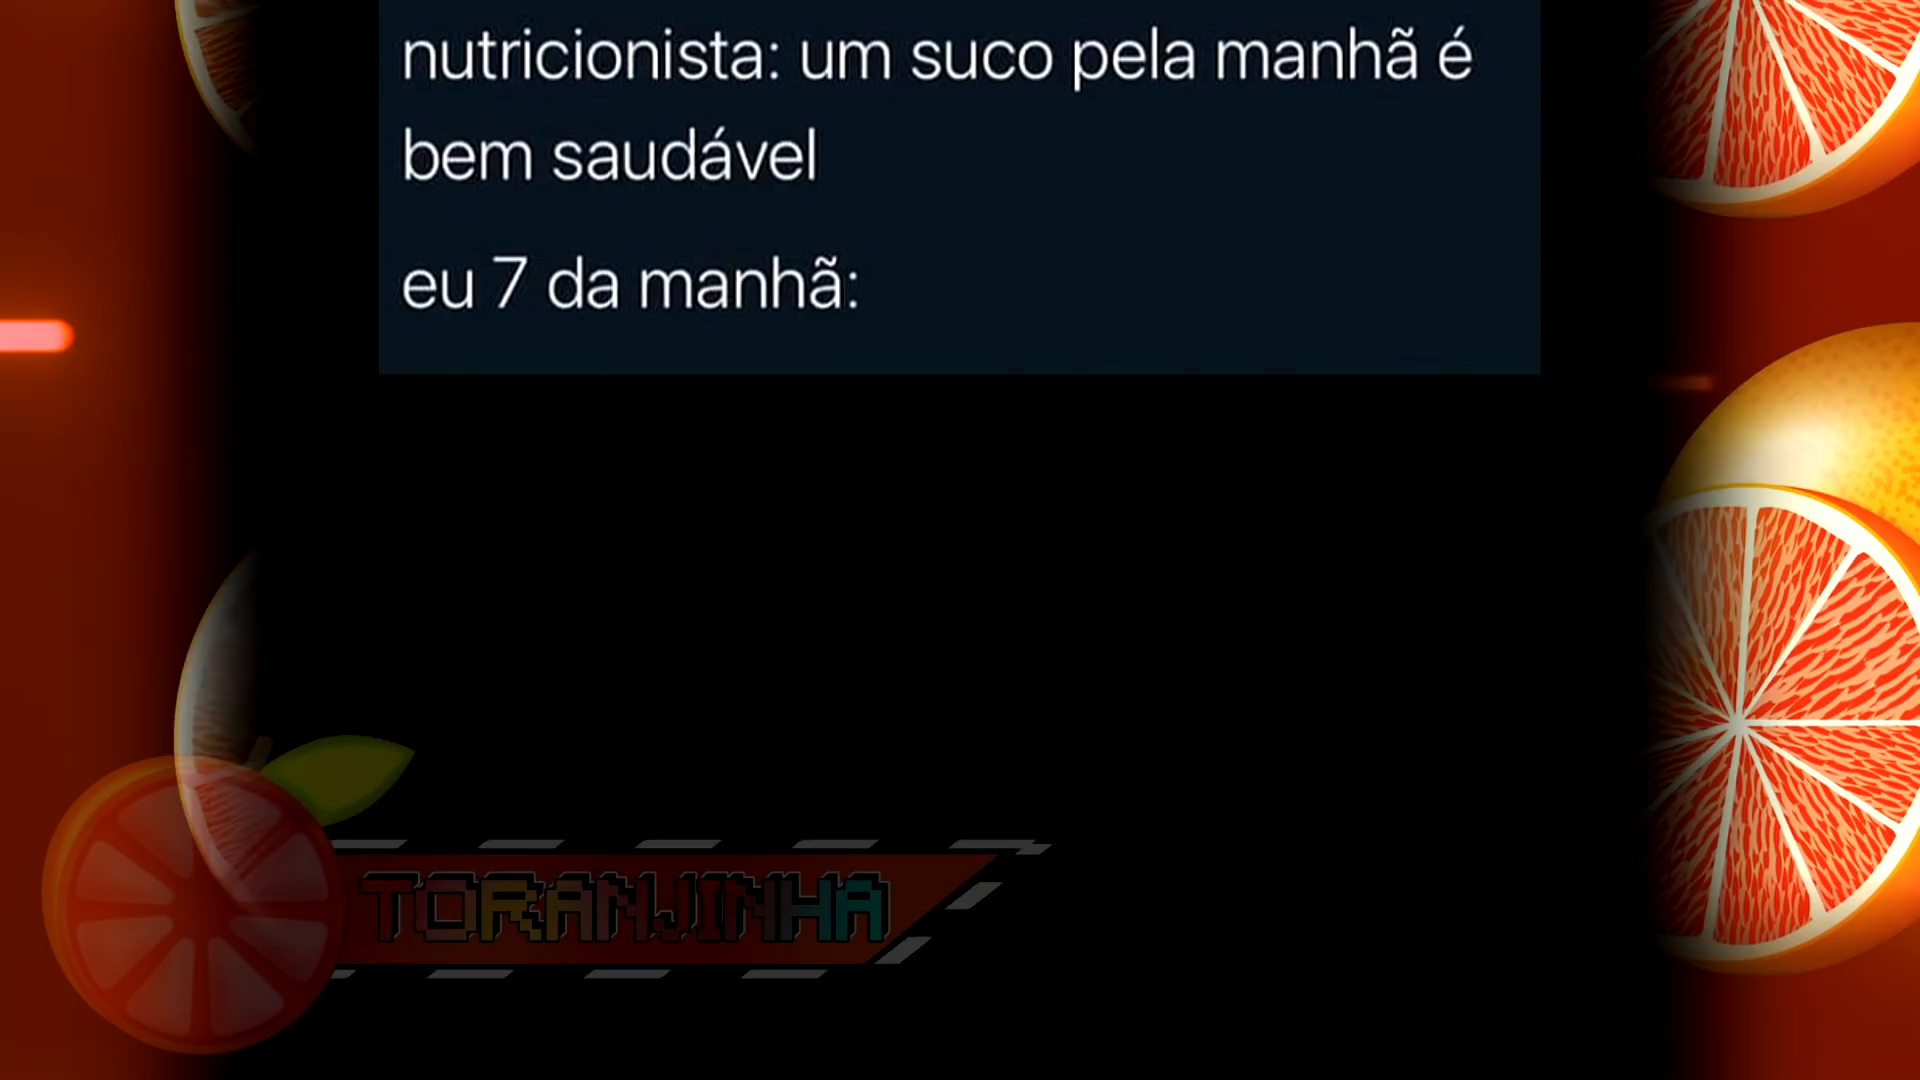 nutricionista: um suco pela manhã é
bem saudável
eu 7 da manhã:
TORANJINHA